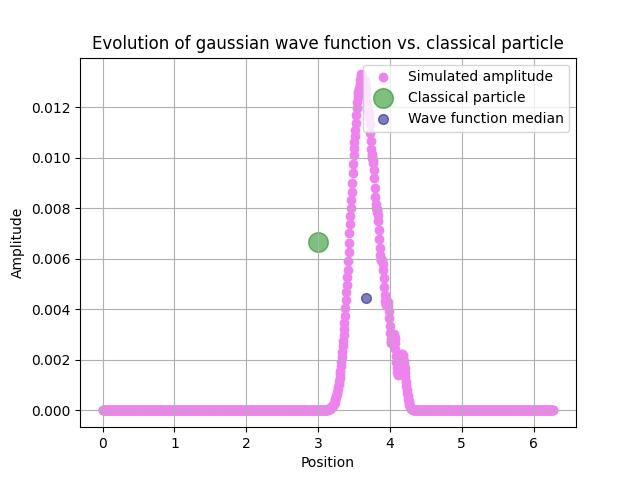 Evolution of gaussian wave function vs. classical particle
Simulated amplitude
Classical particle
Wave function median
Amplitude
0.012
0.010
0.008
0.006
0.004
0.002
0.000
0 1 2 3 4 5 6
Position